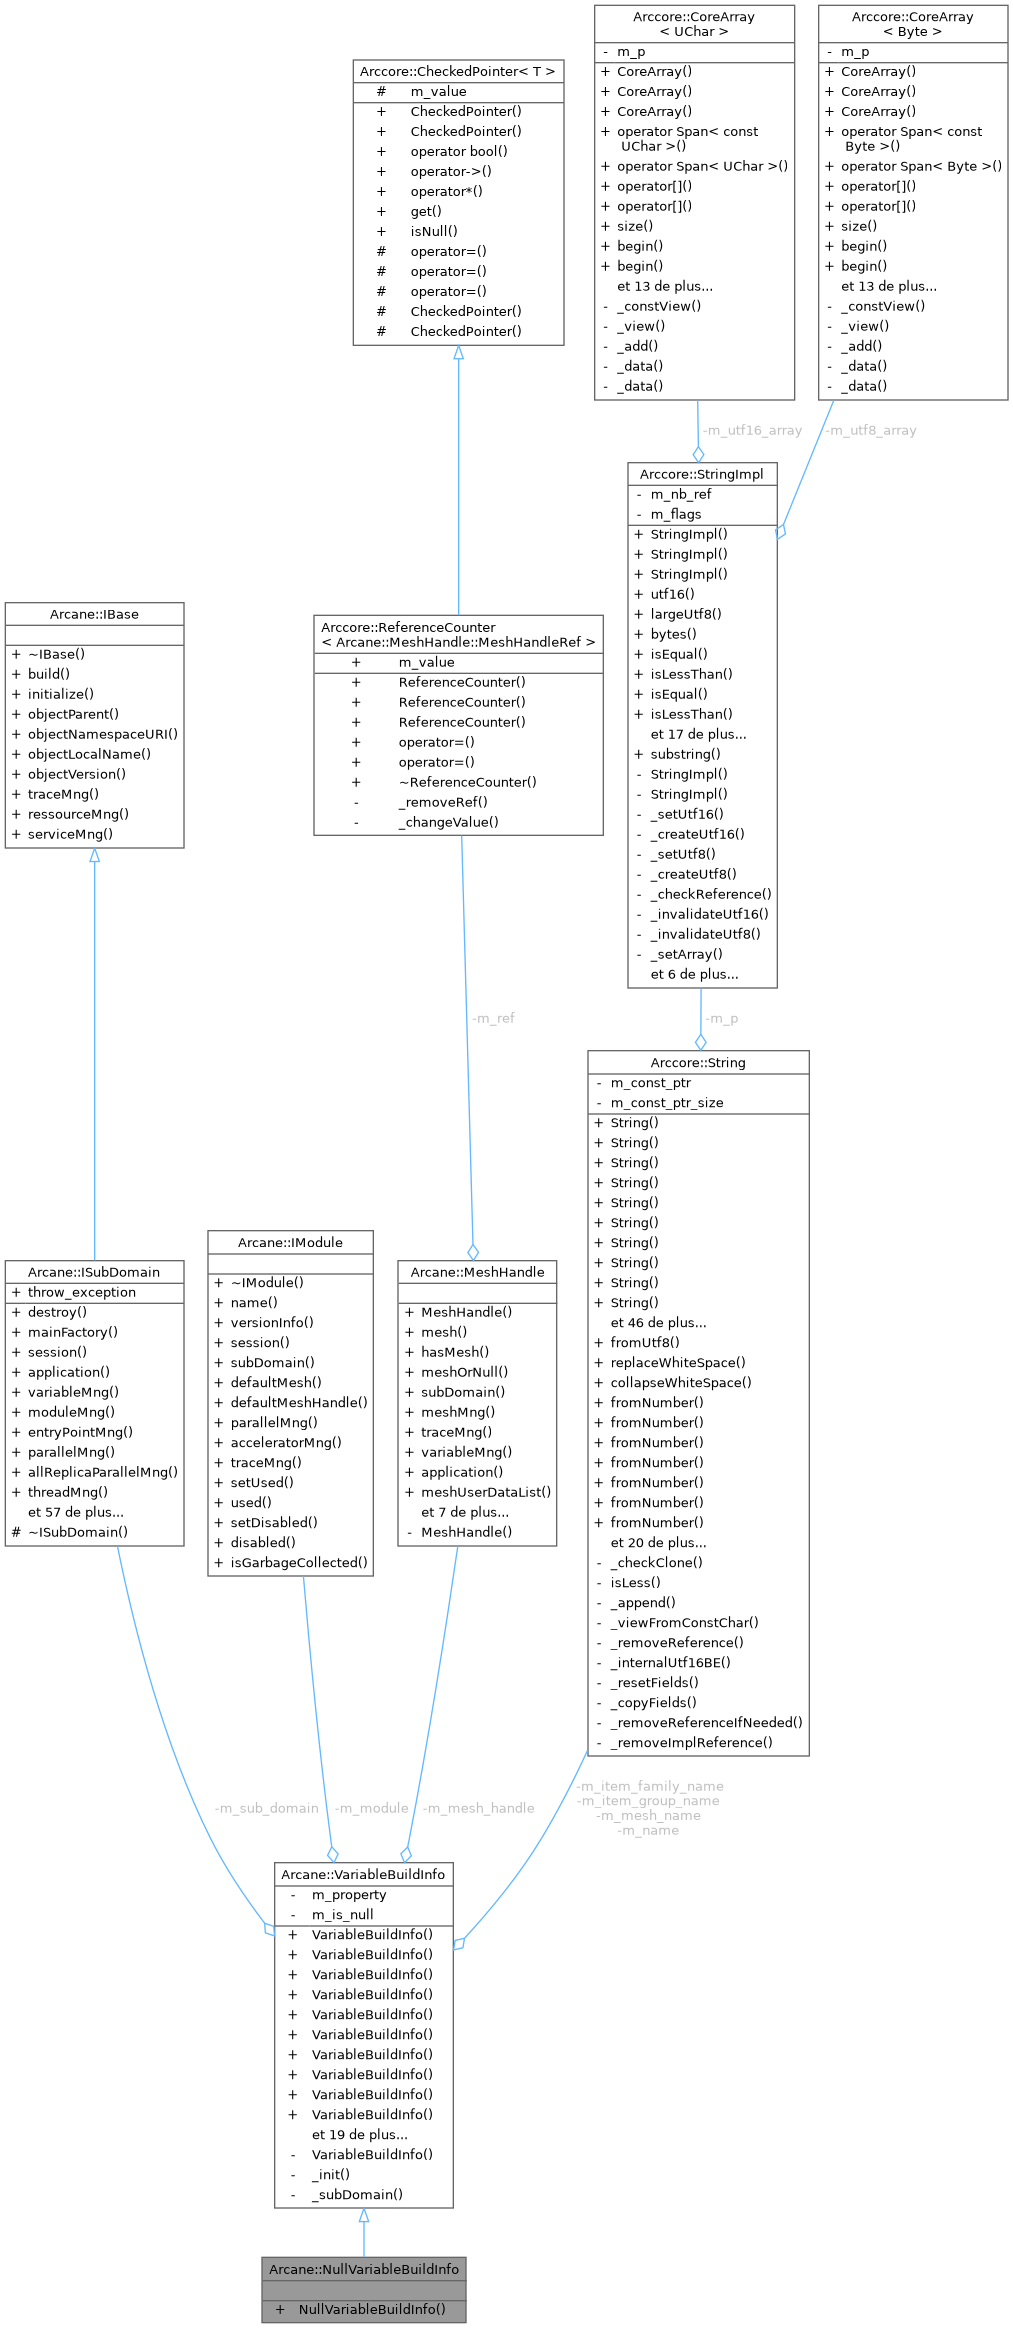 Arccore::CoreArray
< UChar >
- m_p
+ CoreArray()
+ CoreArray()
+ CoreArray()
+ operator Span< const
UChar >()
+ operator Span< UChar >()
+ operator[]()
+ operator[]()
+ size()
+ begin()
+ begin()
et 13 de plus...
- _constView()
- _view()
- _add()
- _data()
- _data()
Arccore::CoreArray
< Byte >
- m_p
+ CoreArray()
+ CoreArray()
+ CoreArray()
+ operator Span< const
Byte >()
+ operator Span< Byte >()
+ operator[]()
+ operator[]()
+ size()
+ begin()
+ begin()
et 13 de plus...
- _constView()
- _view()
- _add()
- _data()
- _data()
Arccore::CheckedPointer< T >
# m_value
+ CheckedPointer()
+ CheckedPointer()
+ operator bool()
+ operator->()
+ operator*()
+ get()
+ isNull()
# operator=()
# operator=()
# operator=()
# CheckedPointer()
# CheckedPointer()
-m_utf16_array
-m_utf8_array
Arccore::StringImpl
- m_nb_ref
- m_flags
+ StringImpl()
+ StringImpl()
+ StringImpl()
+ utf16()
+ largeUtf8()
+ bytes()
+ isEqual()
+ isLessThan()
+ isEqual()
+ isLessThan()
et 17 de plus...
+ substring()
- StringImpl()
- StringImpl()
- _setUtf16()
- _createUtf16()
- _setUtf8()
- _createUtf8()
- _checkReference()
- _invalidateUtf16()
- _invalidateUtf8()
- _setArray()
et 6 de plus...
Arcane::IBase
+ ~IBase()
+ build()
+ initialize()
+ objectParent()
+ objectNamespaceURI()
+ objectLocalName()
+ objectVersion()
+ traceMng()
+ ressourceMng()
+ serviceMng()
Arccore::ReferenceCounter
< Arcane::MeshHandle::MeshHandleRef >
+ m_value
+ ReferenceCounter()
+ ReferenceCounter()
+ ReferenceCounter()
+ operator=()
+ operator=()
+ ~ReferenceCounter()
- _removeRef()
- _changeValue()
-m_ref
-m_p
Arccore::String
- m_const_ptr
- m_const_ptr_size
+ String()
+ String()
+ String()
+ String()
+ String()
+ String()
+ String()
+ String()
+ String()
+ String()
et 46 de plus...
+ fromUtf8()
+ replaceWhiteSpace()
+ collapseWhiteSpace()
+ fromNumber()
+ fromNumber()
+ fromNumber()
+ fromNumber()
+ fromNumber()
+ fromNumber()
+ fromNumber()
et 20 de plus...
- _checkClone()
- isLess()
- _append()
- _viewFromConstChar()
- _removeReference()
- _internalUtf16BE()
- _resetFields()
- _copyFields()
- _removeReferenceIfNeeded()
- _removeImplReference()
Arcane::ISubDomain
+ throw_exception
+ destroy()
+ mainFactory()
+ session()
+ application()
+ variableMng()
+ moduleMng()
+ entryPointMng()
+ parallelMng()
+ allReplicaParallelMng()
+ threadMng()
et 57 de plus...
# ~ISubDomain()
Arcane::IModule
+ ~IModule()
+ name()
+ versionInfo()
+ session()
+ subDomain()
+ defaultMesh()
+ defaultMeshHandle()
+ parallelMng()
+ acceleratorMng()
+ traceMng()
+ setUsed()
+ used()
+ setDisabled()
+ disabled()
+ isGarbageCollected()
Arcane::MeshHandle
+ MeshHandle()
+ mesh()
+ hasMesh()
+ meshOrNull()
+ subDomain()
+ meshMng()
+ traceMng()
+ variableMng()
+ application()
+ meshUserDataList()
et 7 de plus...
- MeshHandle()
-m_sub_domain
-m_module
-m_mesh_handle
-m_item_family_name
-m_item_group_name
-m_mesh_name
-m_name
Arcane::VariableBuildInfo
- m_property
- m_is_null
+ VariableBuildInfo()
+ VariableBuildInfo()
+ VariableBuildInfo()
+ VariableBuildInfo()
+ VariableBuildInfo()
+ VariableBuildInfo()
+ VariableBuildInfo()
+ VariableBuildInfo()
+ VariableBuildInfo()
+ VariableBuildInfo()
et 19 de plus...
- VariableBuildInfo()
- _init()
- _subDomain()
Arcane::NullVariableBuildInfo
+ NullVariableBuildInfo()